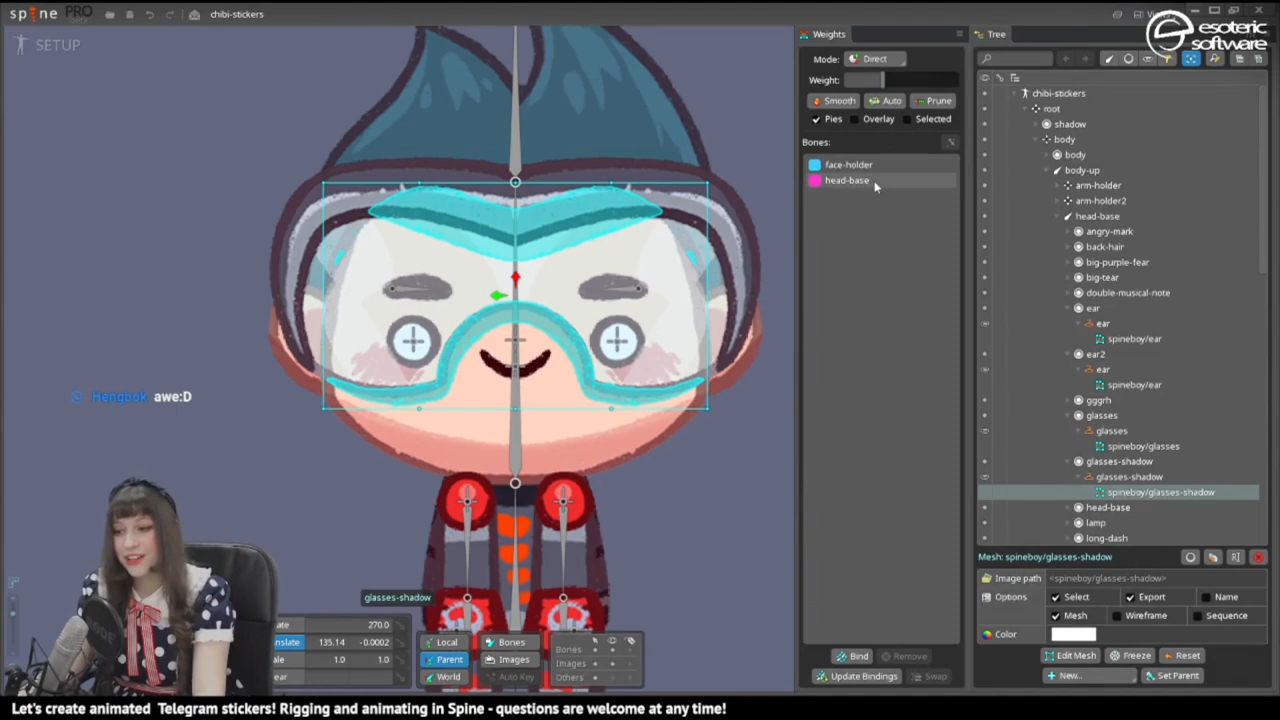 spine PRO
chibi-stickers
Views
esoteric
software
SETUP
Weights
Mode: Direct
Weight:
Smooth Auto Prune
Pies Overlay Selected
Bones:
face-holder
head-base
Bind Remove
Update Bindings Swap
Tree
chibi-stickers
root
shadow
body
body
body-up
arm-holder
arm-holder2
head-base
angry-mark
back-hair
big-purple-fear
big-tear
double-musical-note
ear
ear
spineboy/ear
ear2
ear
spineboy/ear
gggrh
glasses
glasses
spineboy/glasses
glasses-shadow
glasses-shadow
spineboy/glasses-shadow
head-base
lamp
long-dash
Mesh: spineboy/glasses-shadow
Image path <spineboy/glasses-shadow>
Options Select Export Name
Mesh Wireframe Sequence
Color
Edit Mesh Freeze Reset
New... Set Parent
Hengbok awe:D
glasses-shadow
ate 270.0
anslate 135.14 -0.0002
ale 1.0 1.0
ear
Local
Parent
World
Bones
Images
Auto Key
Bones
Images
Others
Let's create animated Telegram stickers! Rigging and animating in Spine - questions are welcome at any time!